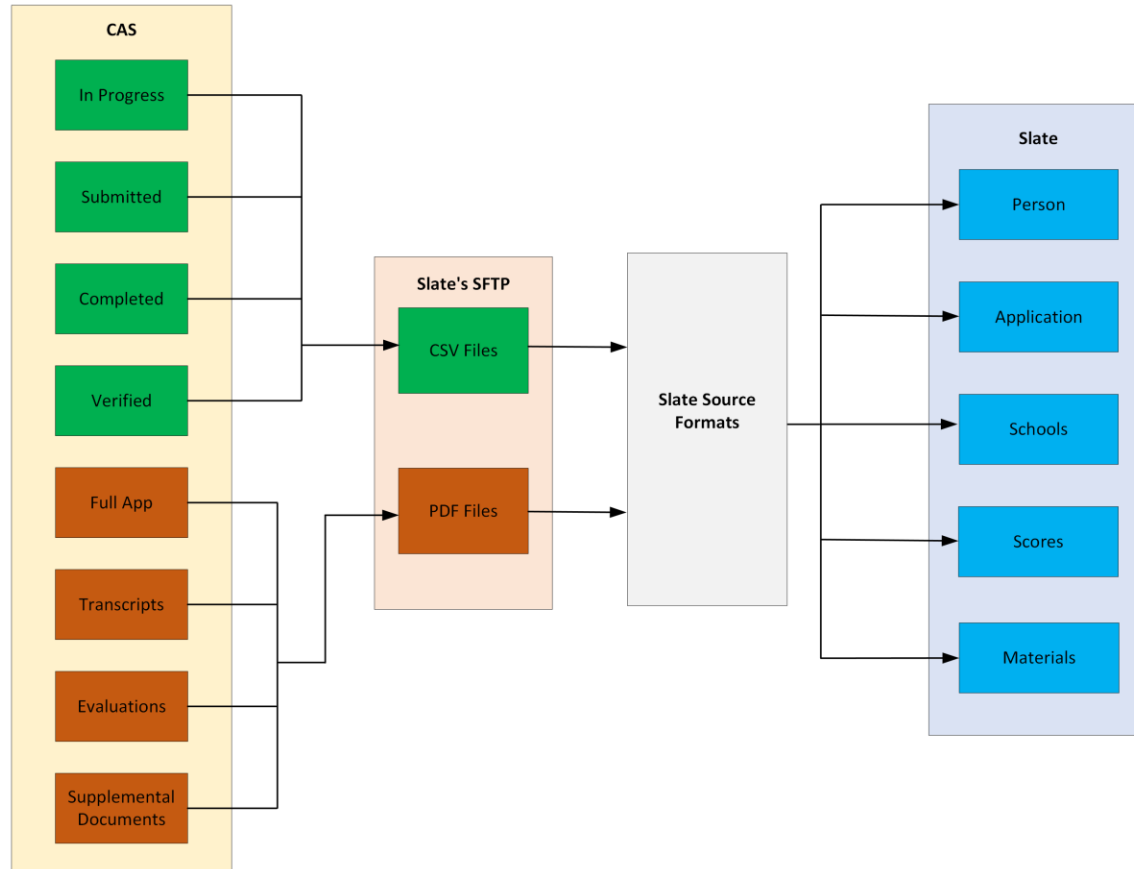 CAS
In Progress
Submitted
Completed
Verified
Full App
Transcripts
Evaluations
Supplemental
Documents
Slate's SFTP
CSV Files
PDF Files
Slate Source
Formats
Slate
Person
Application
Schools
Scores
Materials